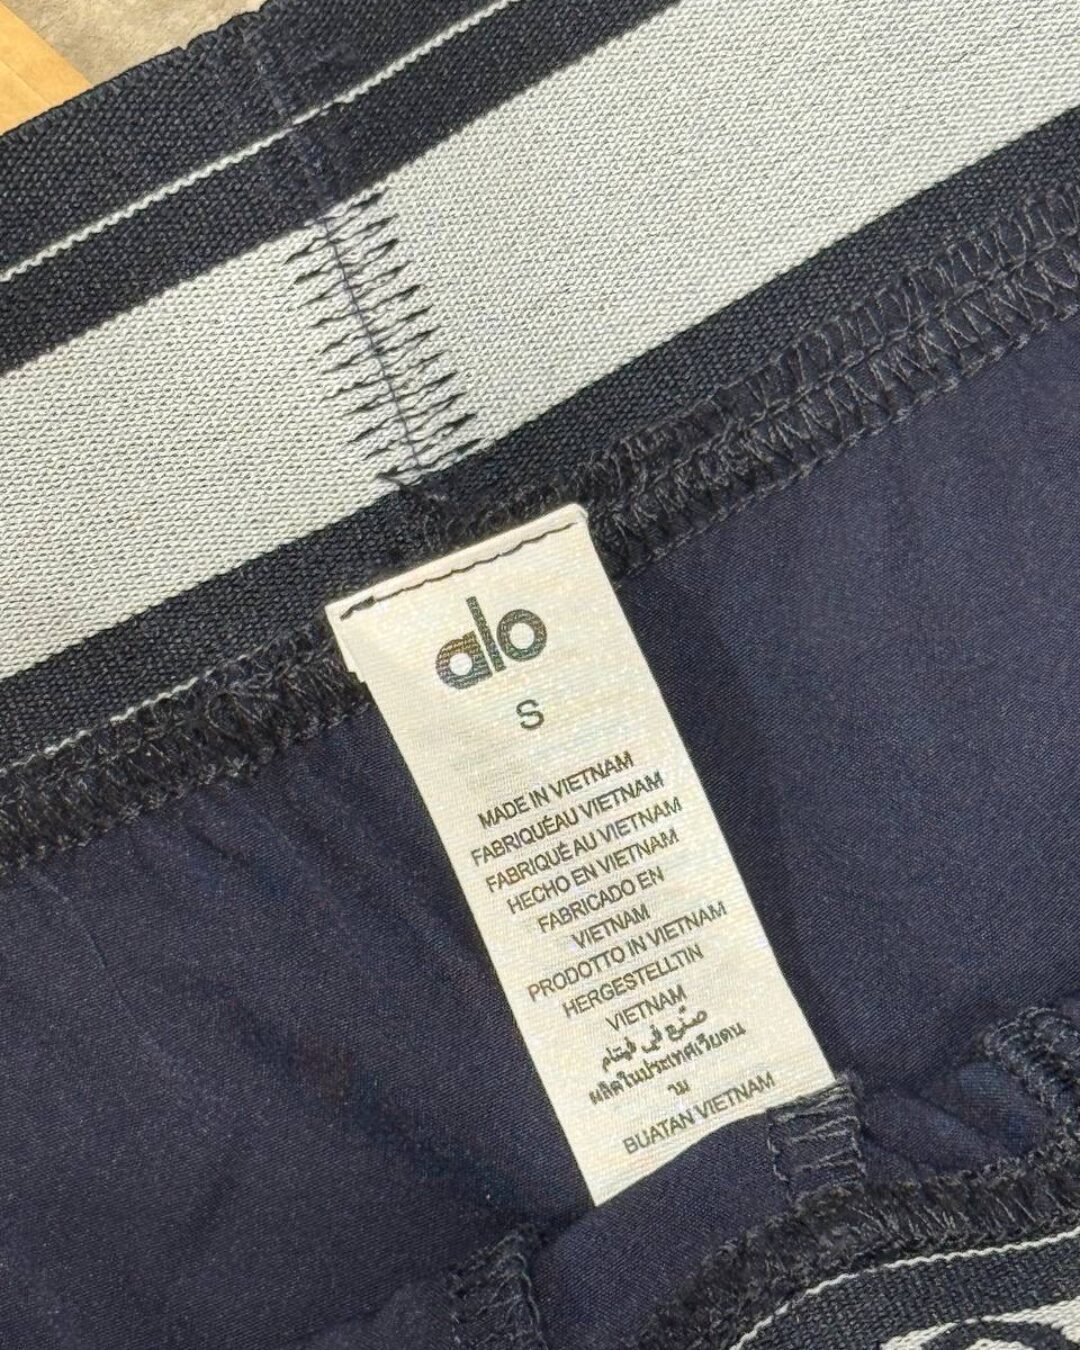 alo
S
MADE IN VIETNAM
FABRIQUÉAU VIETNAM
FABRIQUÉ AU VIETNAM
HECHO EN VIETNAM
FABRICADO EN
VIETNAM
PRODOTTO IN VIETNAM
HERGESTELLTIN
VIETNAM
صنع في فيتنام
ผลิตในประเทศเวียดน
าม
BUATAN VIETNAM